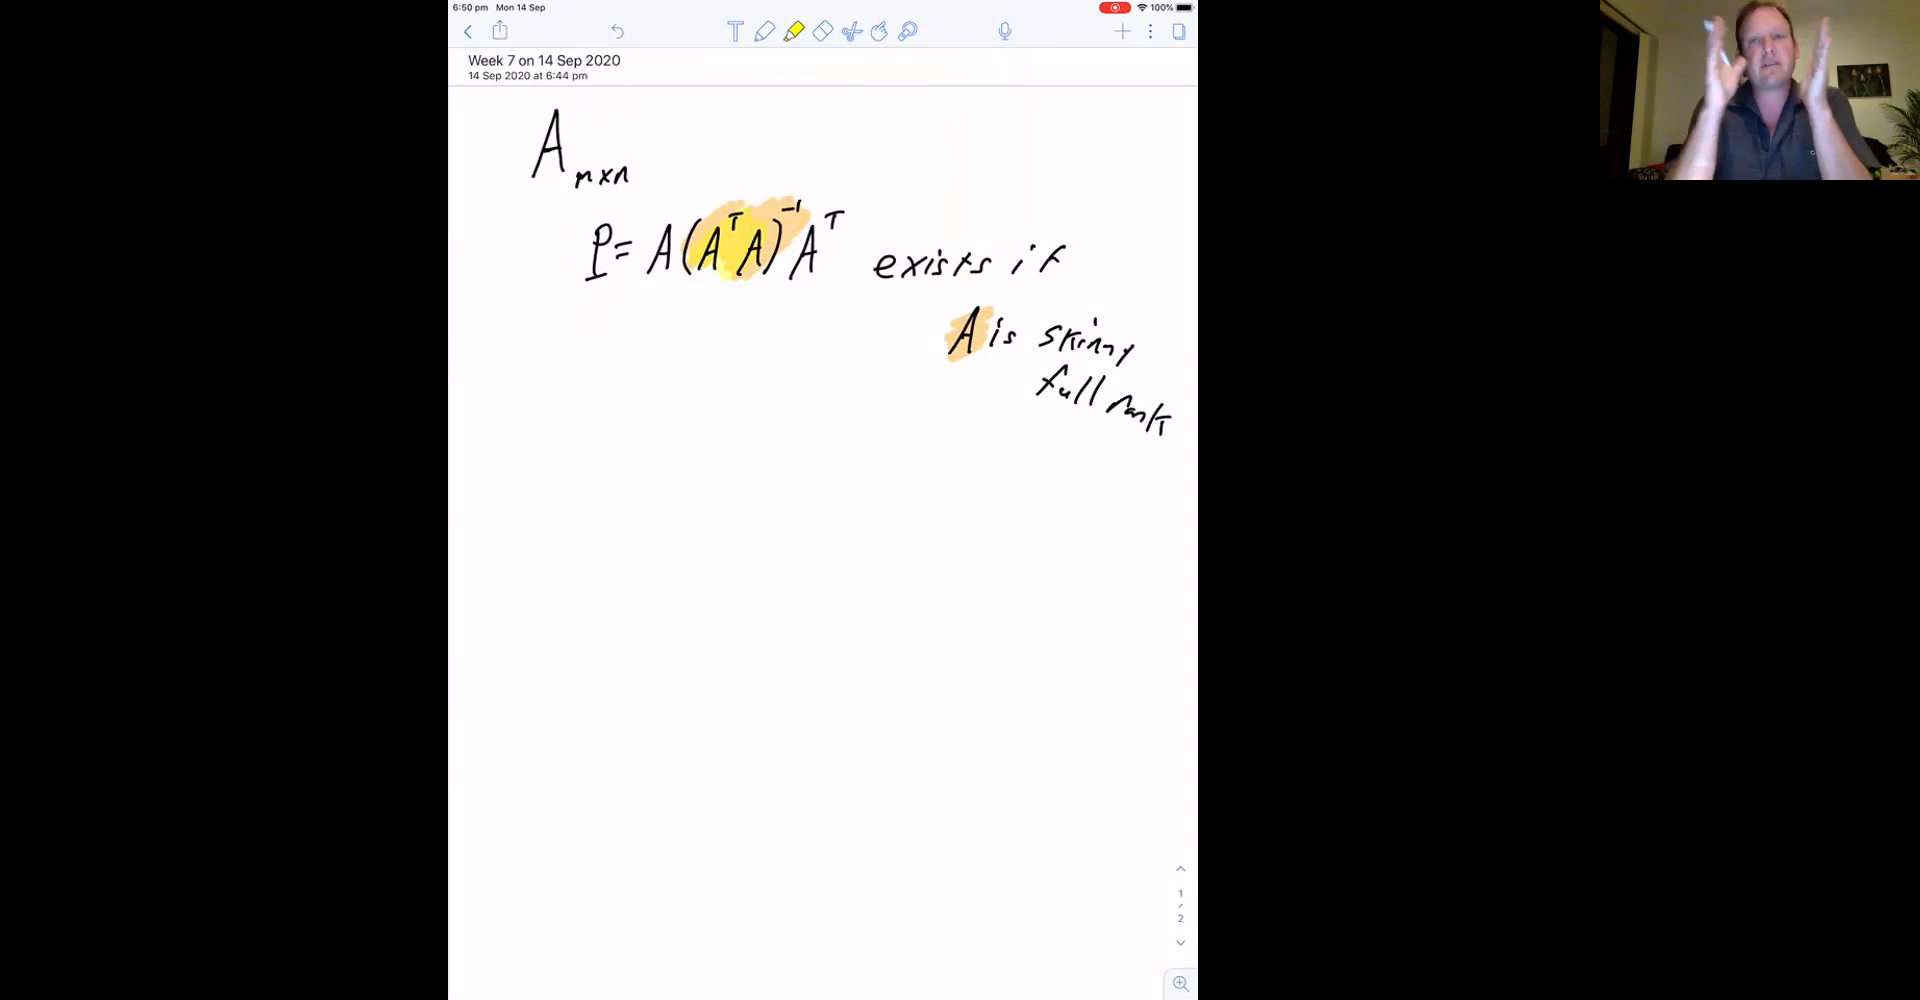 6:50 pm Mon 14 Sep
100%
Week 7 on 14 Sep 2020
14 Sep 2020 at 6:44 pm
A m×n
P = A(AᵀA)⁻¹Aᵀ exists if
A is skinny
full rank
1
/
2